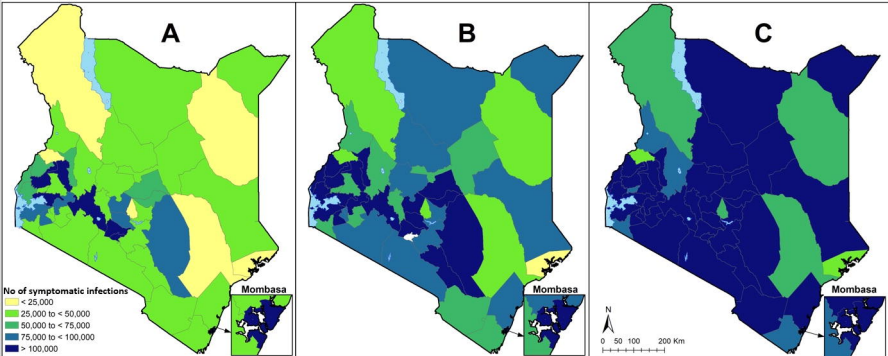 A
B
C
No of symptomatic infections
< 25,000
25,000 to < 50,000
50,000 to < 75,000
75,000 to < 100,000
> 100,000
Mombasa
Mombasa
Mombasa
N
0 50 100 200 Km